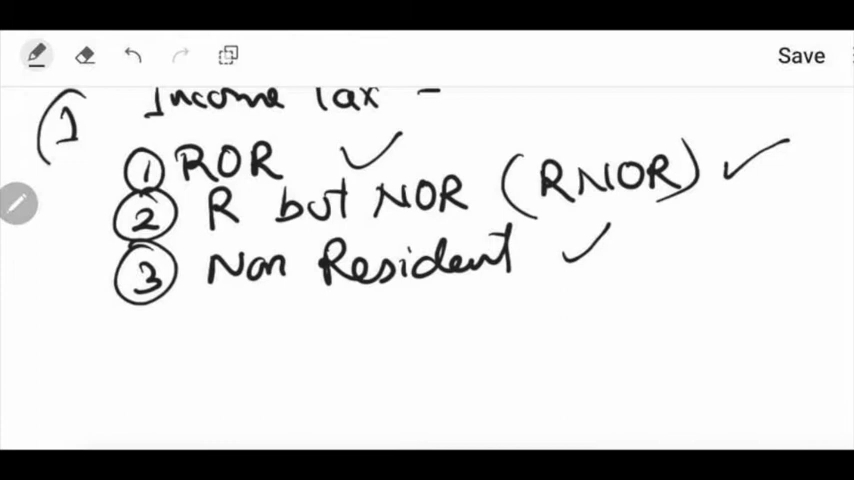 Save
(1 Income Tax -
① ROR ✓
② R but NOR (RNOR) ✓
③ Non Resident ✓